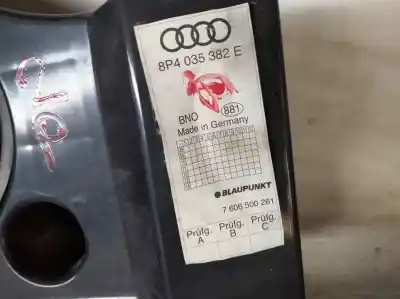 8P4 035 382 E
BNO 881
Made in Germany
BLAUPUNKT
7 606 500 261
Prüfg. Prüfg. Prüfg.
A B C